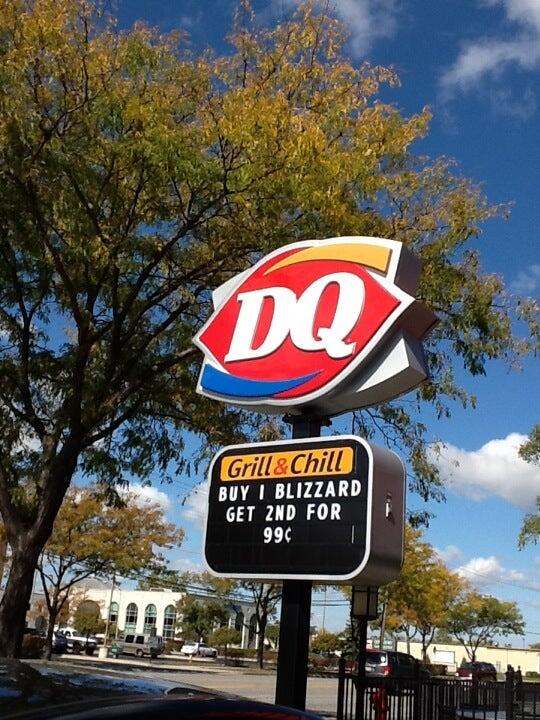 DQ
Grill & Chill
BUY 1 BLIZZARD
GET 2ND FOR
99¢